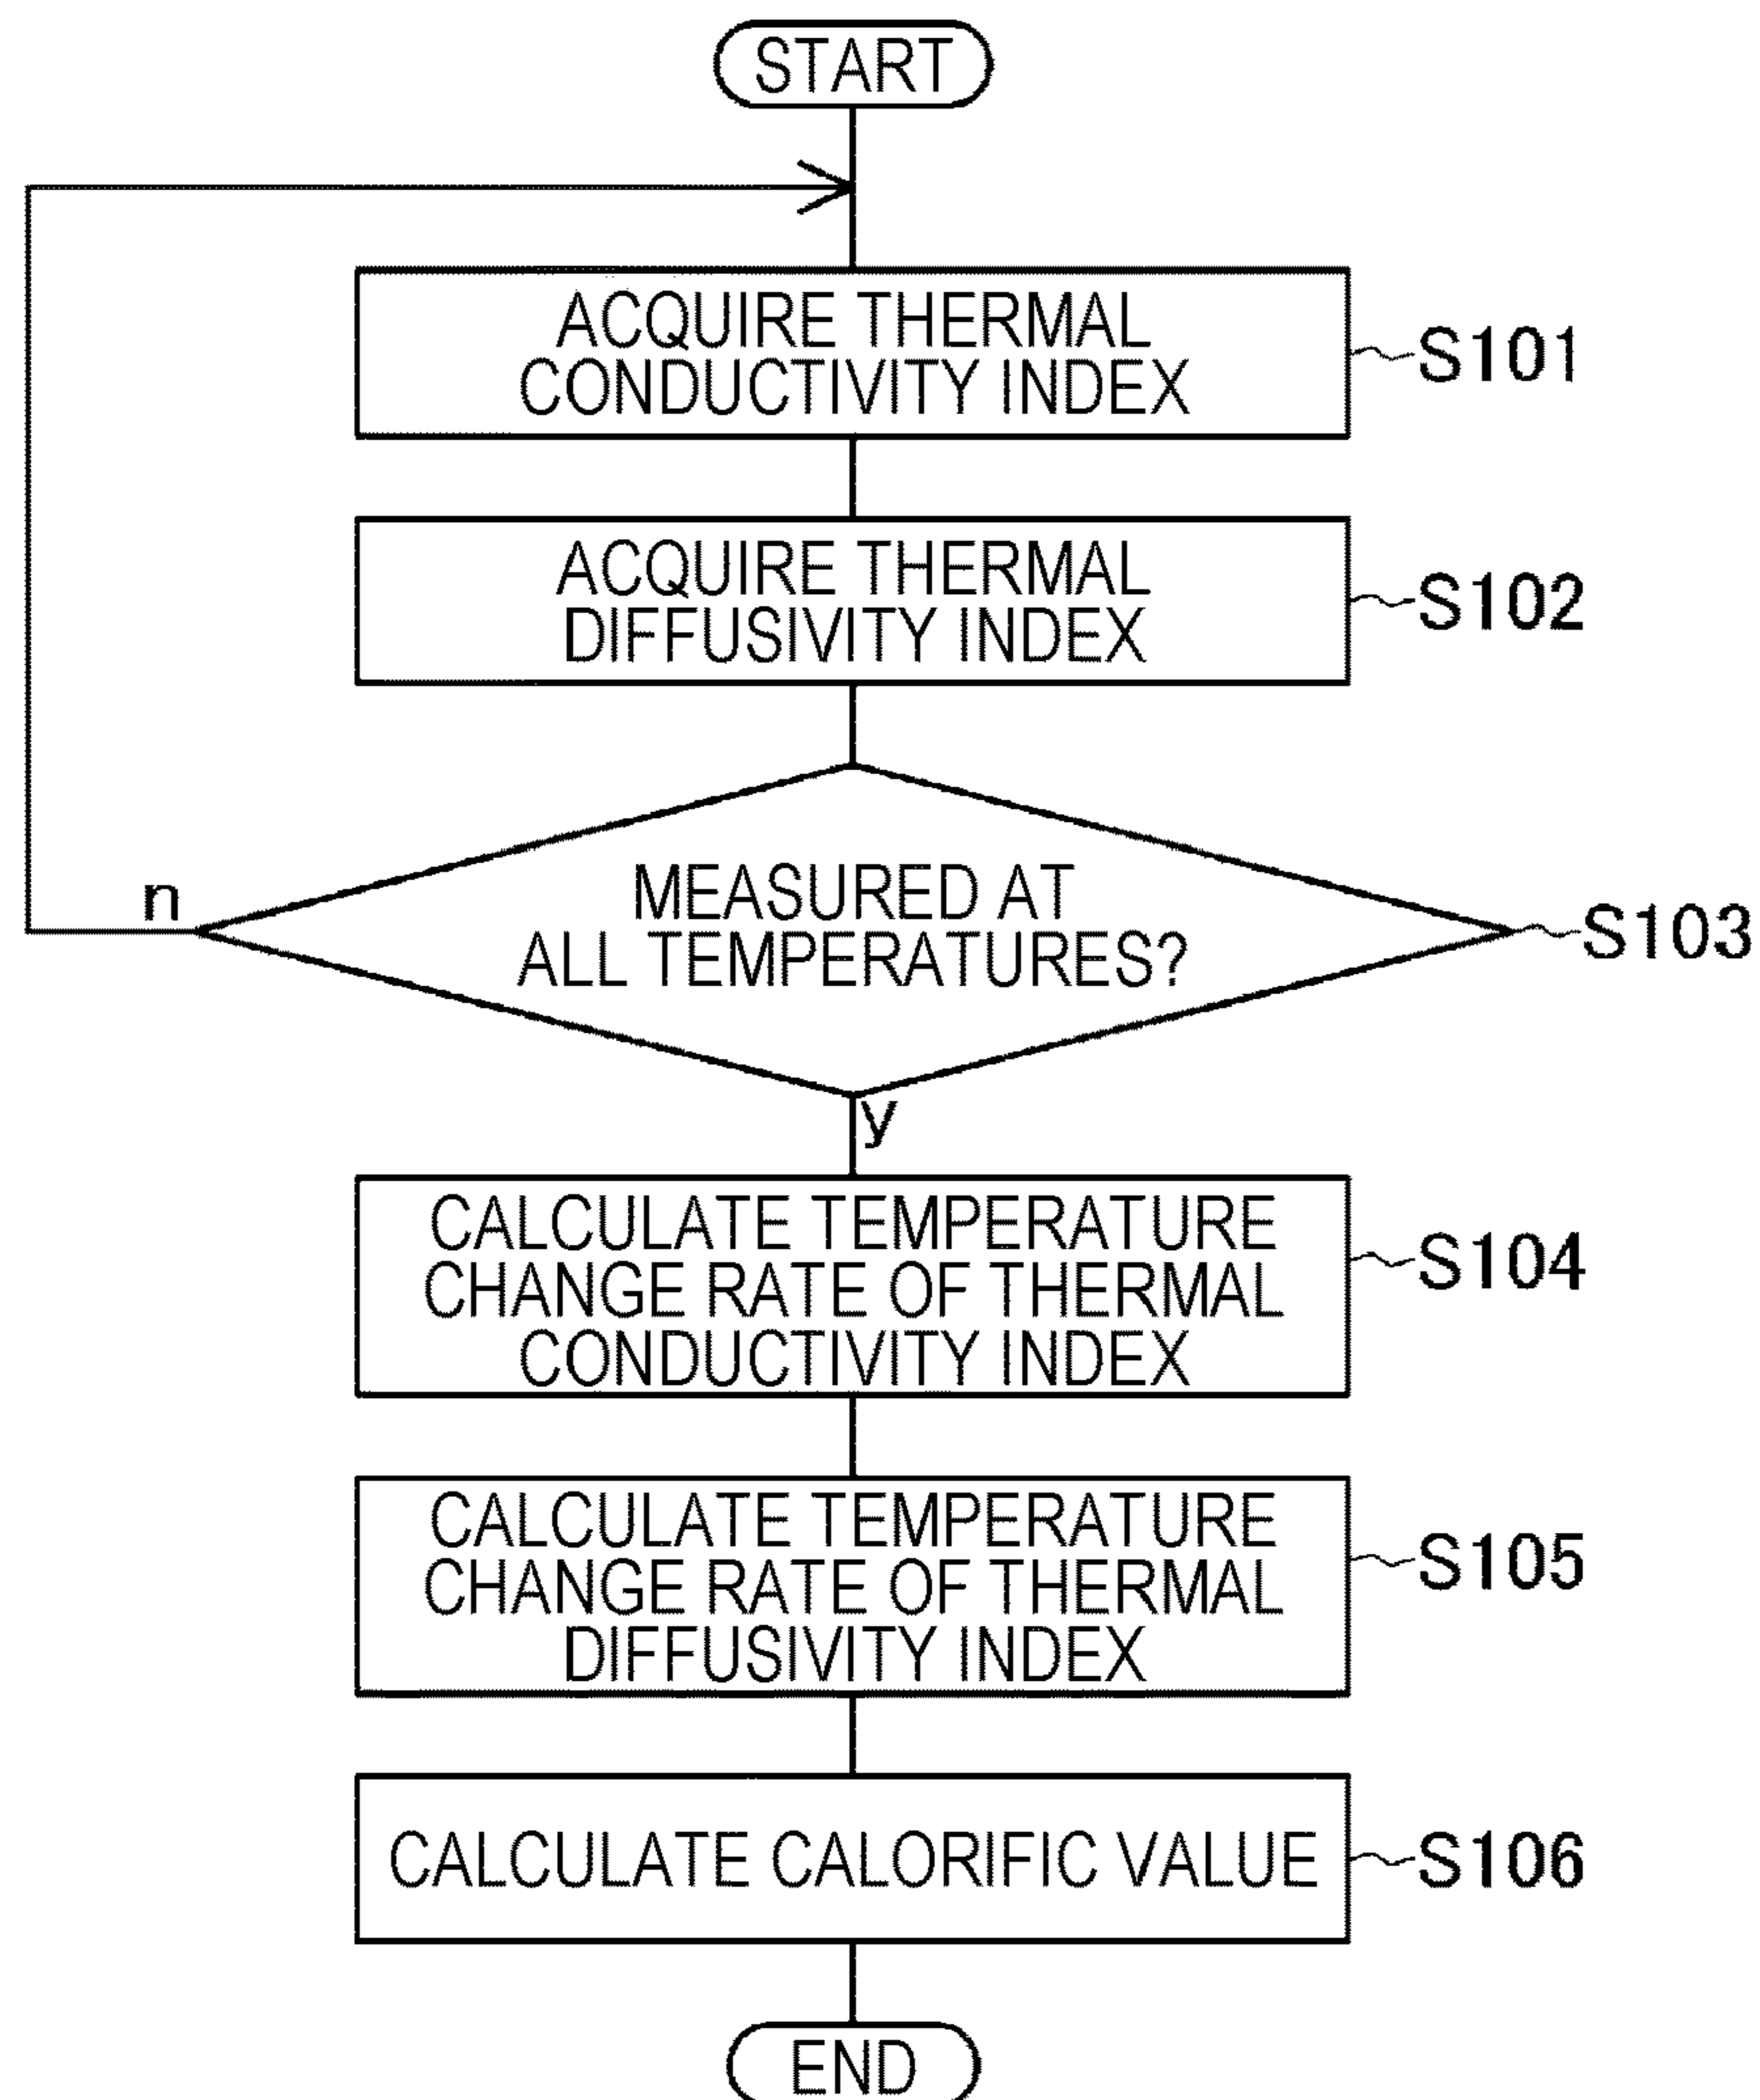 START
ACQUIRE THERMAL
CONDUCTIVITY INDEX
S101
ACQUIRE THERMAL
DIFFUSIVITY INDEX
S102
n
MEASURED AT
ALL TEMPERATURES?
S103
y
CALCULATE TEMPERATURE
CHANGE RATE OF THERMAL
CONDUCTIVITY INDEX
S104
CALCULATE TEMPERATURE
CHANGE RATE OF THERMAL
DIFFUSIVITY INDEX
S105
CALCULATE CALORIFIC VALUE
S106
END